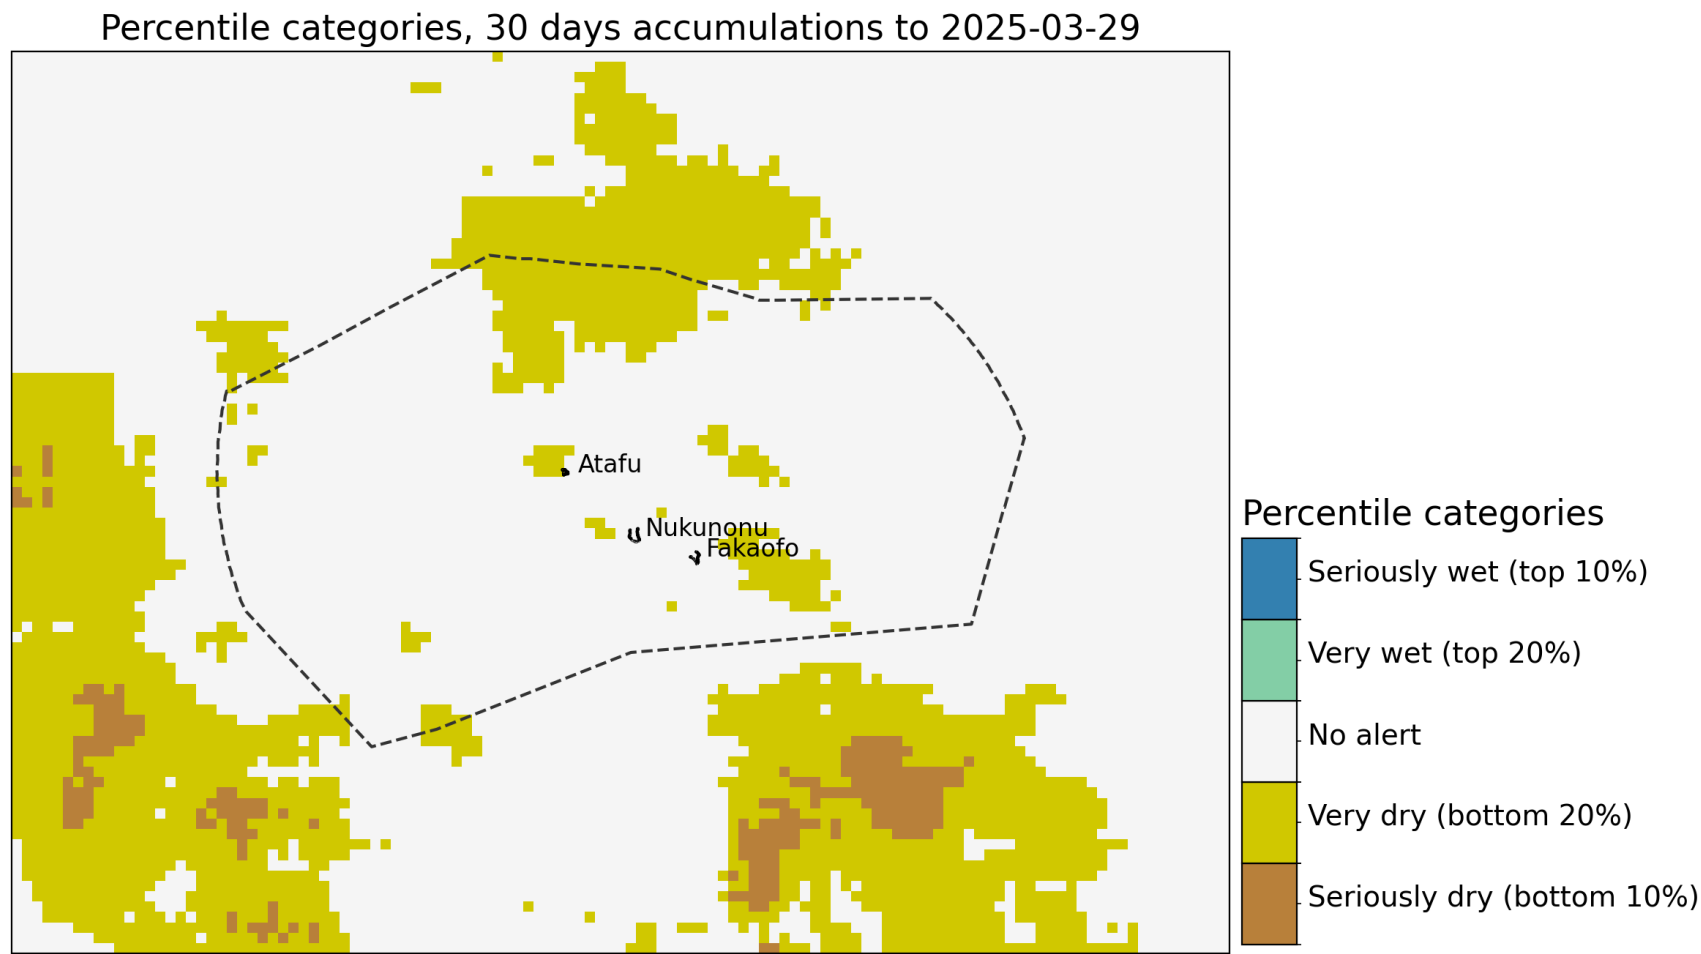 Percentile categories, 30 days accumulations to 2025-03-29
Atafu
Nukunonu
Fakaofo
Percentile categories
Seriously wet (top 10%)
Very wet (top 20%)
No alert
Very dry (bottom 20%)
Seriously dry (bottom 10%)